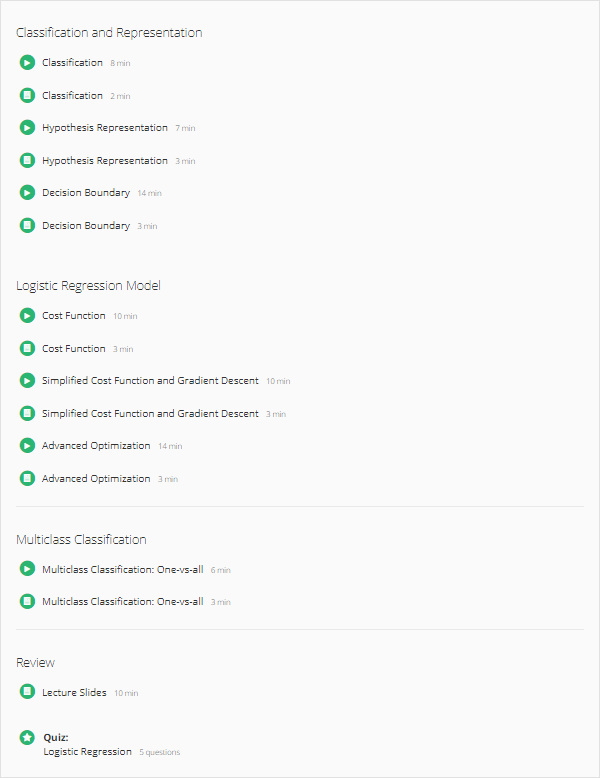 Classification and Representation
Classification 8 min
Classification 2 min
Hypothesis Representation 7 min
Hypothesis Representation 3 min
Decision Boundary 14 min
Decision Boundary 3 min
Logistic Regression Model
Cost Function 10 min
Cost Function 3 min
Simplified Cost Function and Gradient Descent 10 min
Simplified Cost Function and Gradient Descent 3 min
Advanced Optimization 14 min
Advanced Optimization 3 min
Multiclass Classification
Multiclass Classification: One-vs-all 6 min
Multiclass Classification: One-vs-all 3 min
Review
Lecture Slides 10 min
Quiz:
Logistic Regression 5 questions